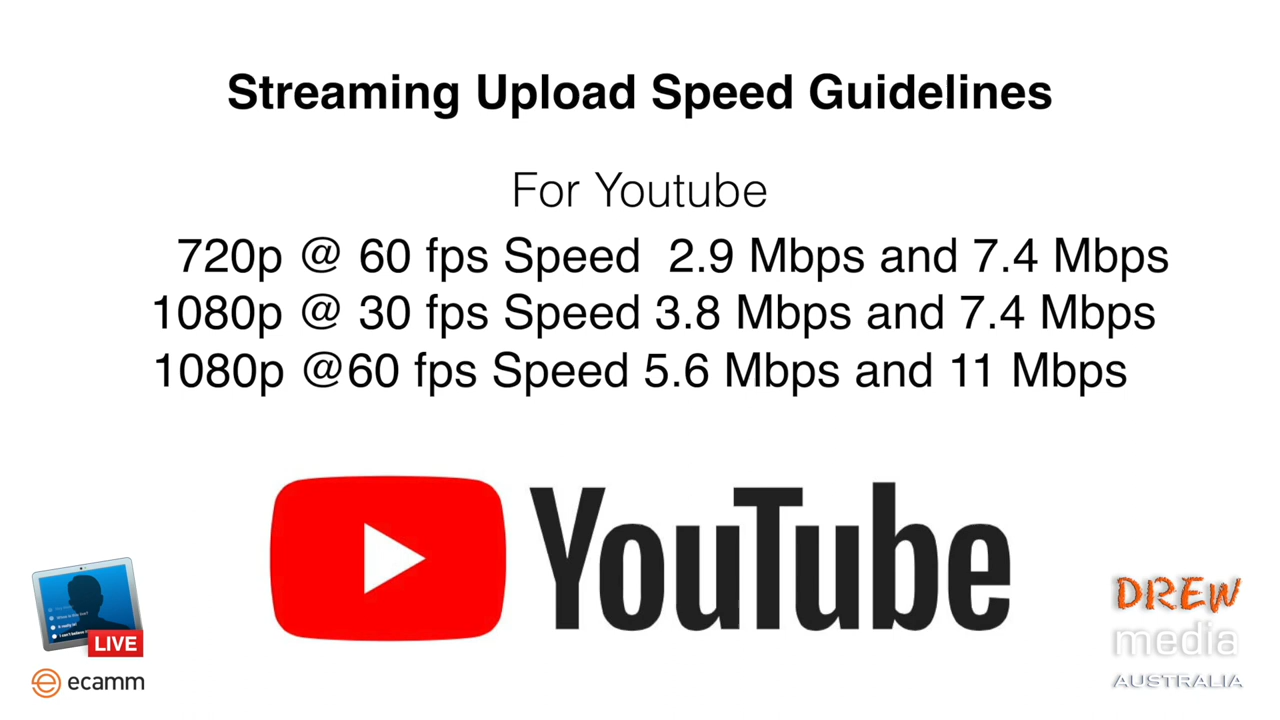 Streaming Upload Speed Guidelines
For Youtube
720p @ 60 fps Speed 2.9 Mbps and 7.4 Mbps
1080p @ 30 fps Speed 3.8 Mbps and 7.4 Mbps
1080p @60 fps Speed 5.6 Mbps and 11 Mbps
YouTube
LIVE
ecamm
DREW
media
AUSTRALIA